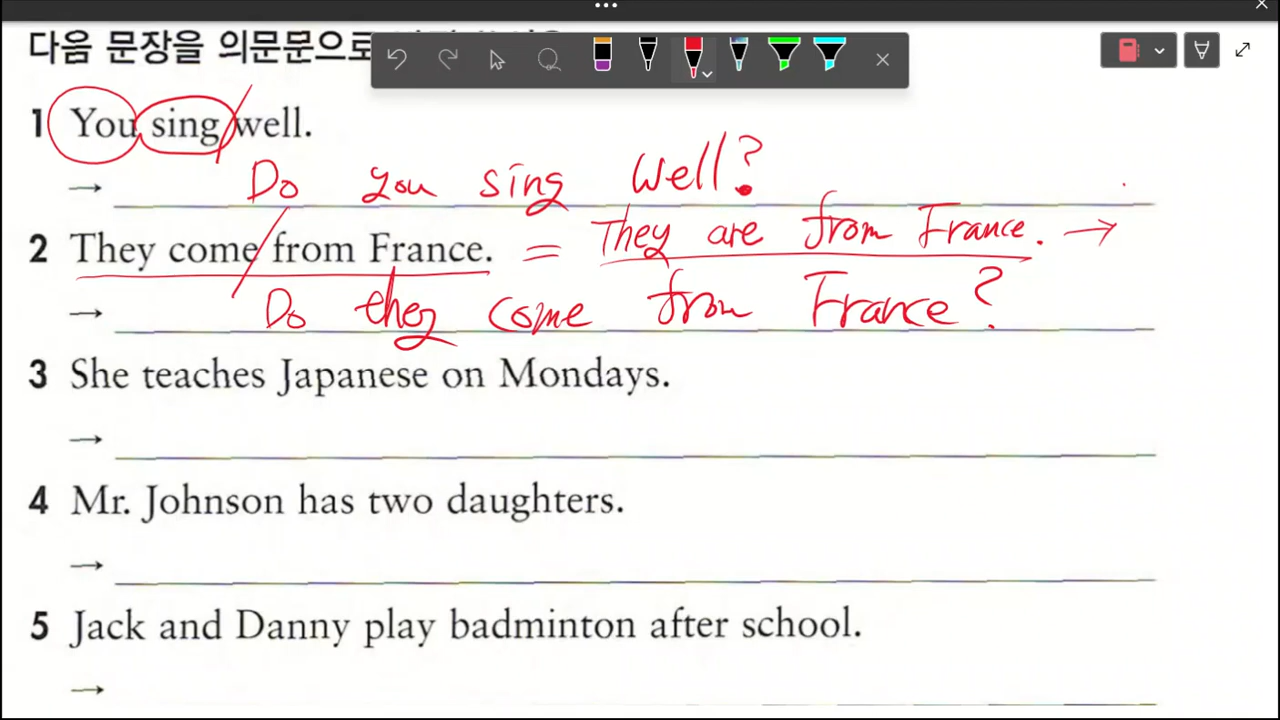 다음 문장을 의문문으로
1 You sing well.
→ Do you sing well?
2 They come from France. = They are from France. →
→ Do they come from France?
3 She teaches Japanese on Mondays.
→
4 Mr. Johnson has two daughters.
→
5 Jack and Danny play badminton after school.
→